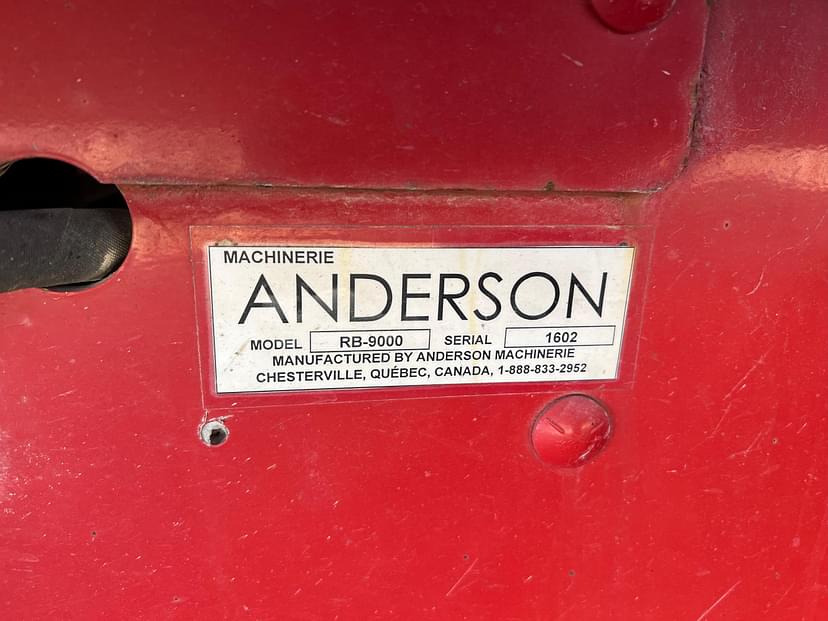 MACHINERIE
ANDERSON
MODEL RB-9000 SERIAL 1602
MANUFACTURED BY ANDERSON MACHINERIE
CHESTERVILLE, QUÉBEC, CANADA, 1-888-833-2952